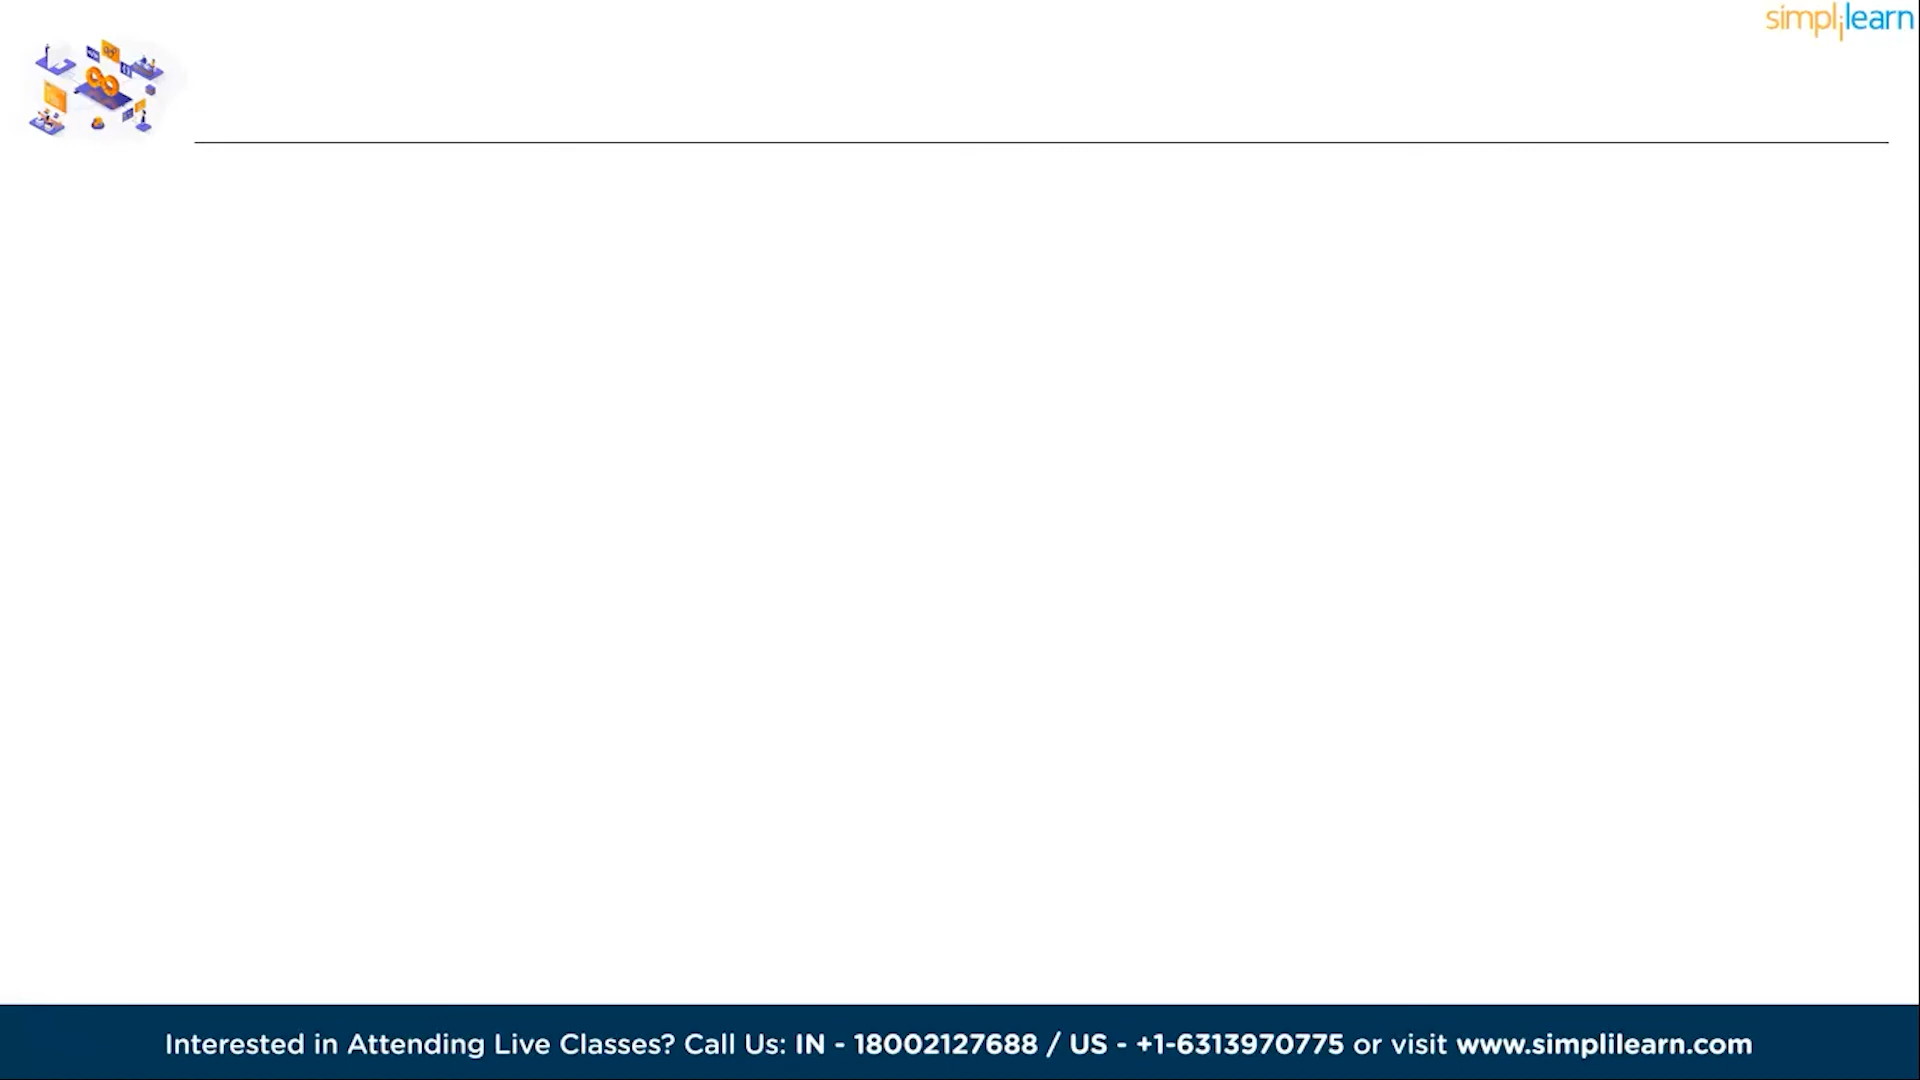 simplilearn
Interested in Attending Live Classes? Call Us: IN - 18002127688 / US - +1-6313970775 or visit www.simplilearn.com